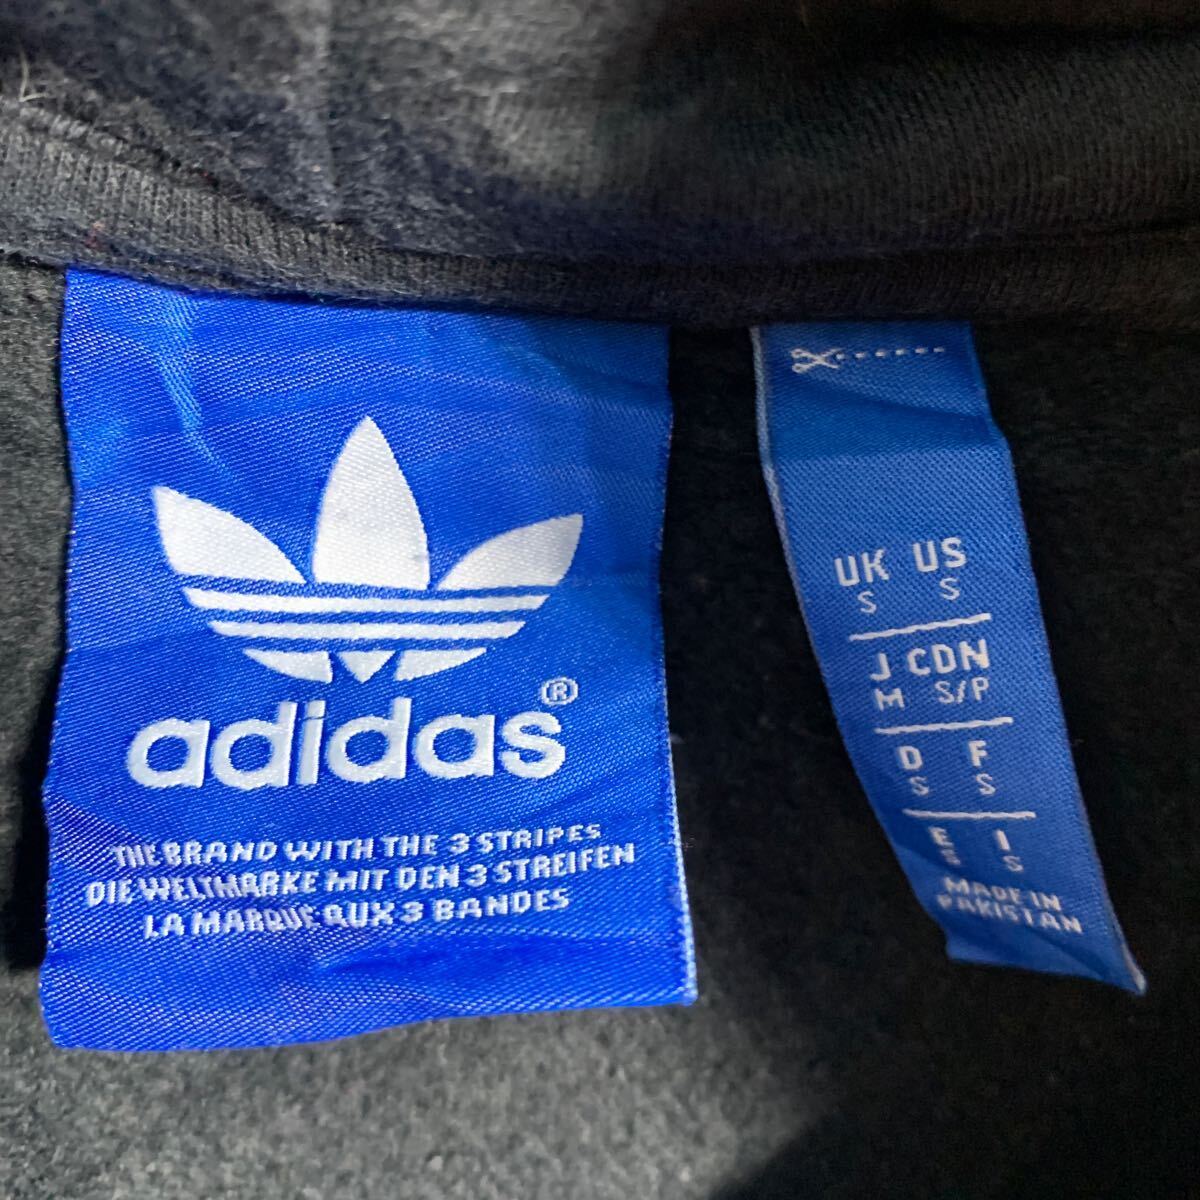 adidas®
THE BRAND WITH THE 3 STRIPES
DIE WELTMARKE MIT DEN 3 STREIFEN
LA MARQUE AUX 3 BANDES
UK US
S S
J CDN
M S/P
D F
S S
E I
S S
MADE IN
PAKISTAN